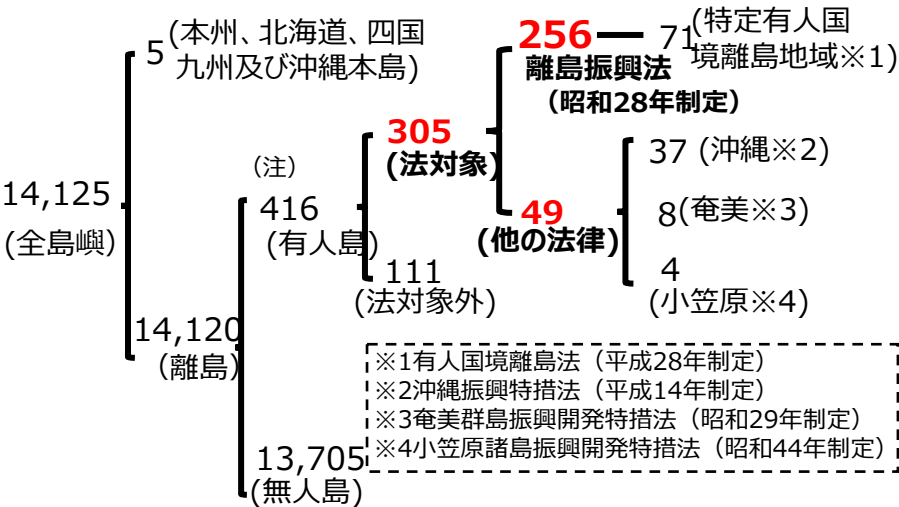 14,125
(全島嶼)
5 (本州、北海道、四国
九州及び沖縄本島)
14,120
(離島)
(注)
416
(有人島)
13,705
(無人島)
305
(法対象)
111
(法対象外)
256
離島振興法
(昭和28年制定)
71 (特定有人国
境離島地域※1)
49
(他の法律)
37 (沖縄※2)
8(奄美※3)
4
(小笠原※4)
※1有人国境離島法（平成28年制定）
※2沖縄振興特措法（平成14年制定）
※3奄美群島振興開発特措法（昭和29年制定）
※4小笠原諸島振興開発特措法（昭和44年制定）